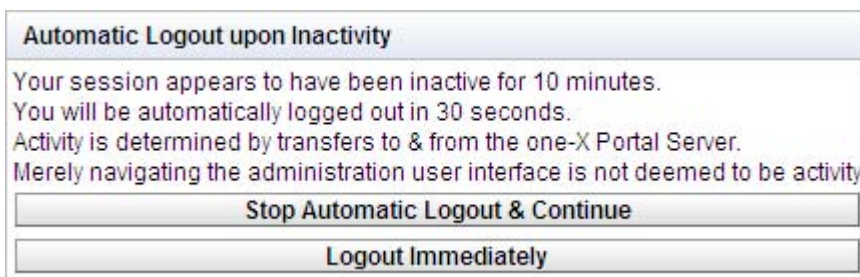 Automatic Logout upon Inactivity
Your session appears to have been inactive for 10 minutes.
You will be automatically logged out in 30 seconds.
Activity is determined by transfers to & from the one-X Portal Server.
Merely navigating the administration user interface is not deemed to be activity
Stop Automatic Logout & Continue
Logout Immediately